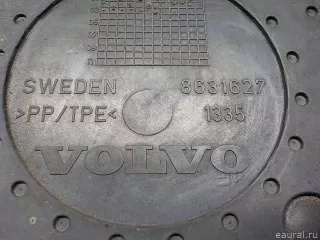 SWEDEN 8631627
>PP/TPE< 1335
VOLVO
eaural.ru